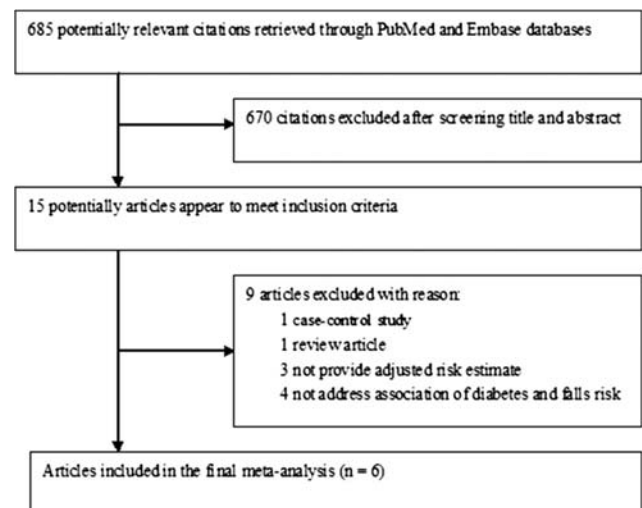 685 potentially relevant citations retrieved through PubMed and Embase databases
670 citations excluded after screening title and abstract
15 potentially articles appear to meet inclusion criteria
9 articles excluded with reason:
1 case-control study
1 review article
3 not provide adjusted risk estimate
4 not address association of diabetes and falls risk
Articles included in the final meta-analysis (n = 6)